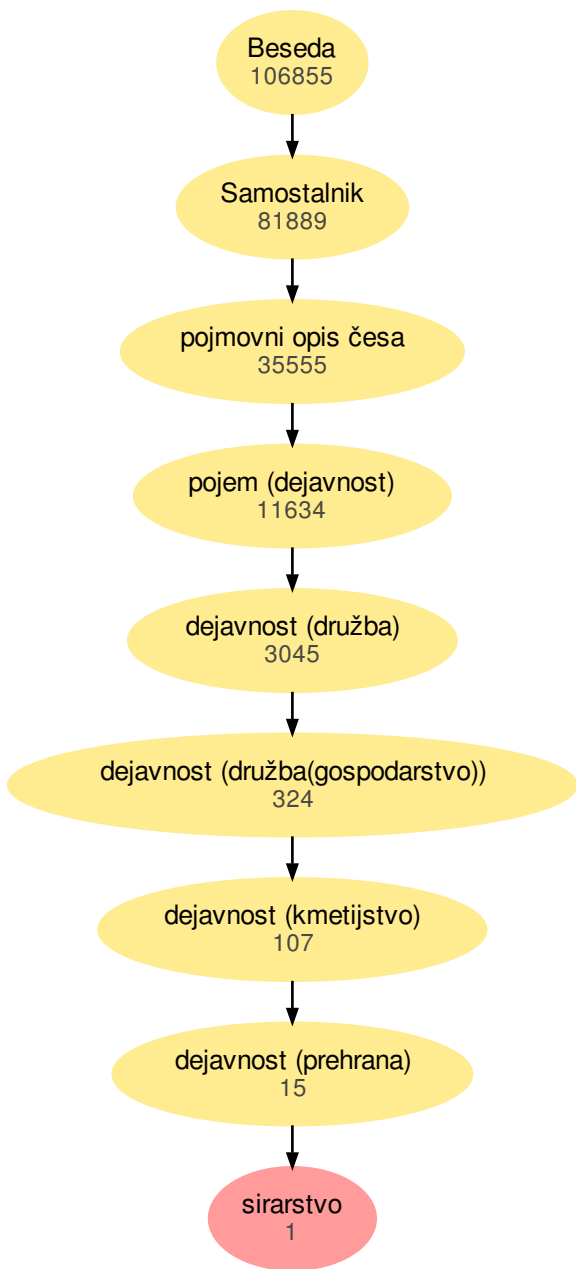 Beseda
106855
Samostalnik
81889
pojmovni opis česa
35555
pojem (dejavnost)
11634
dejavnost (družba)
3045
dejavnost (družba(gospodarstvo))
324
dejavnost (kmetijstvo)
107
dejavnost (prehrana)
15
sirarstvo
1